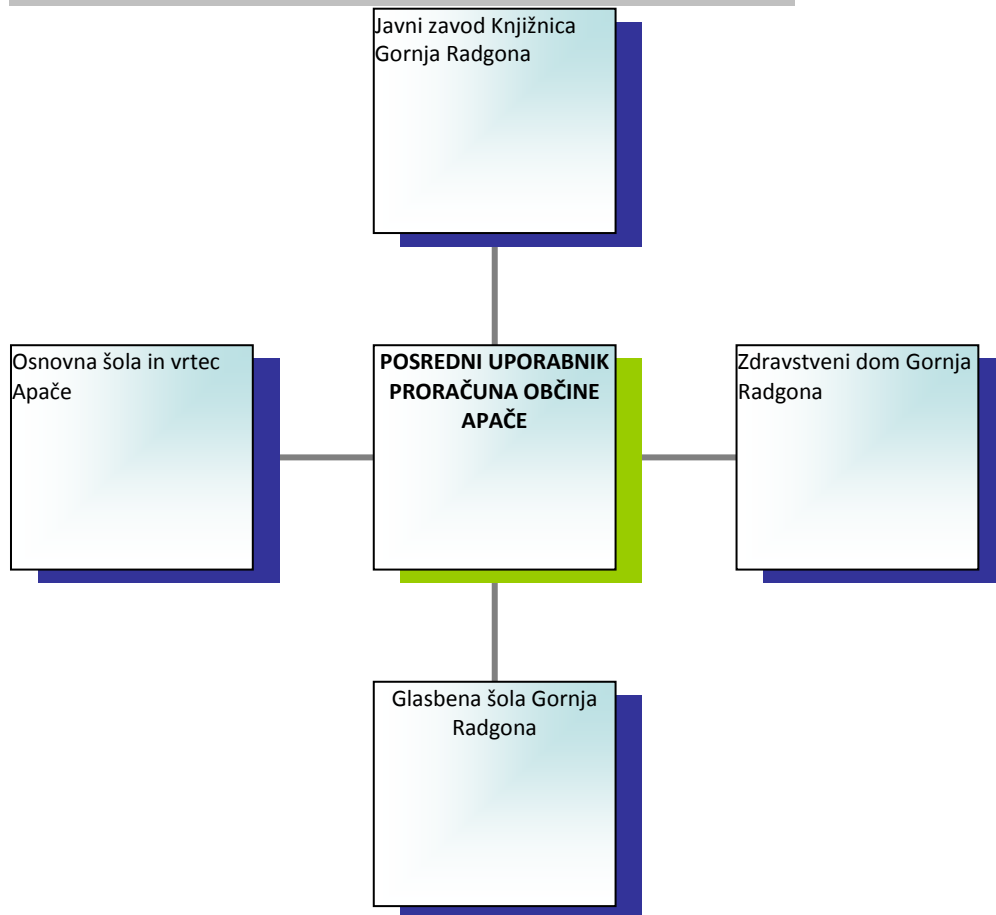 Javni zavod Knjižnica
Gornja Radgona
Osnovna šola in vrtec
Apače
POSREDNI UPORABNIK
PRORAČUNA OBČINE
APAČE
Zdravstveni dom Gornja
Radgona
Glasbena šola Gornja
Radgona